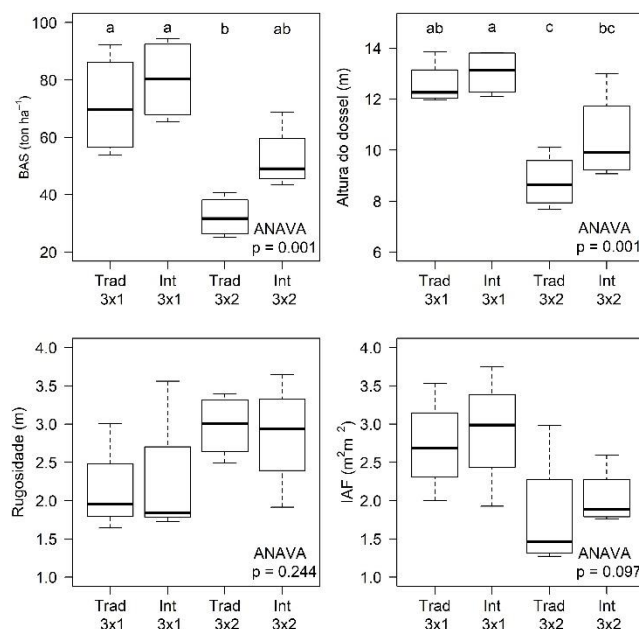 a a b ab
100
80
60
40
20
BAS (ton ha⁻¹)
ANAVA
p = 0.001
Trad Int Trad Int
3x1 3x1 3x2 3x2
ab a c bc
14
12
10
8
6
Altura do dossel (m)
ANAVA
p = 0.001
Trad Int Trad Int
3x1 3x1 3x2 3x2
4.0
3.5
3.0
2.5
2.0
1.5
1.0
Rugosidade (m)
ANAVA
p = 0.244
Trad Int Trad Int
3x1 3x1 3x2 3x2
4.0
3.5
3.0
2.5
2.0
1.5
1.0
IAF (m²m⁻²)
ANAVA
p = 0.097
Trad Int Trad Int
3x1 3x1 3x2 3x2